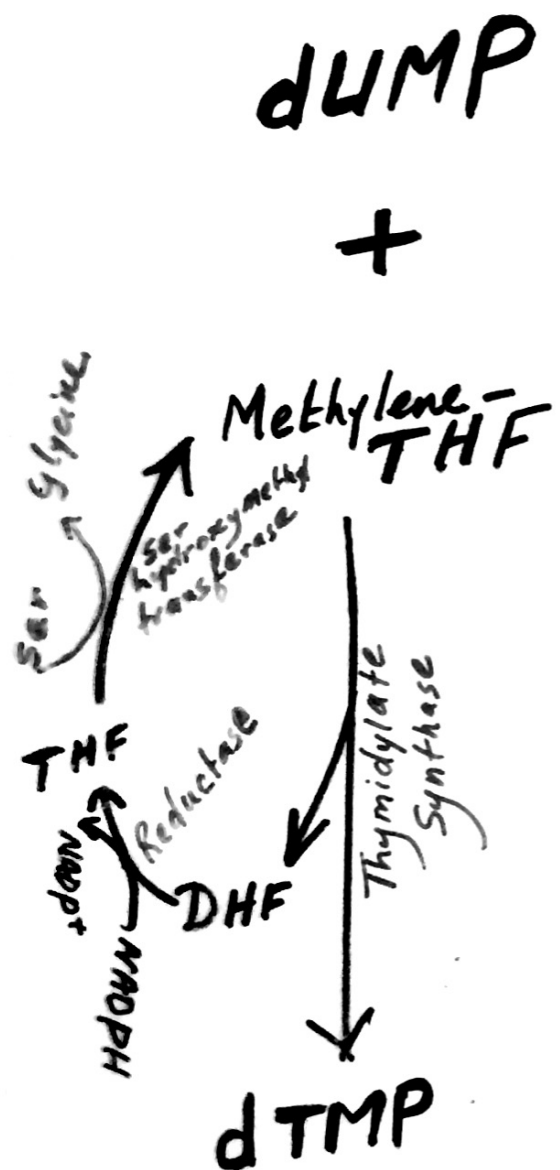 dUMP
+
Methylene-
THF
Glycine
Ser
Ser
hydroxymethyl
transferase
THF
Reductase
Thymidylate
Synthase
NADP+
DHF
NADPH
dTMP